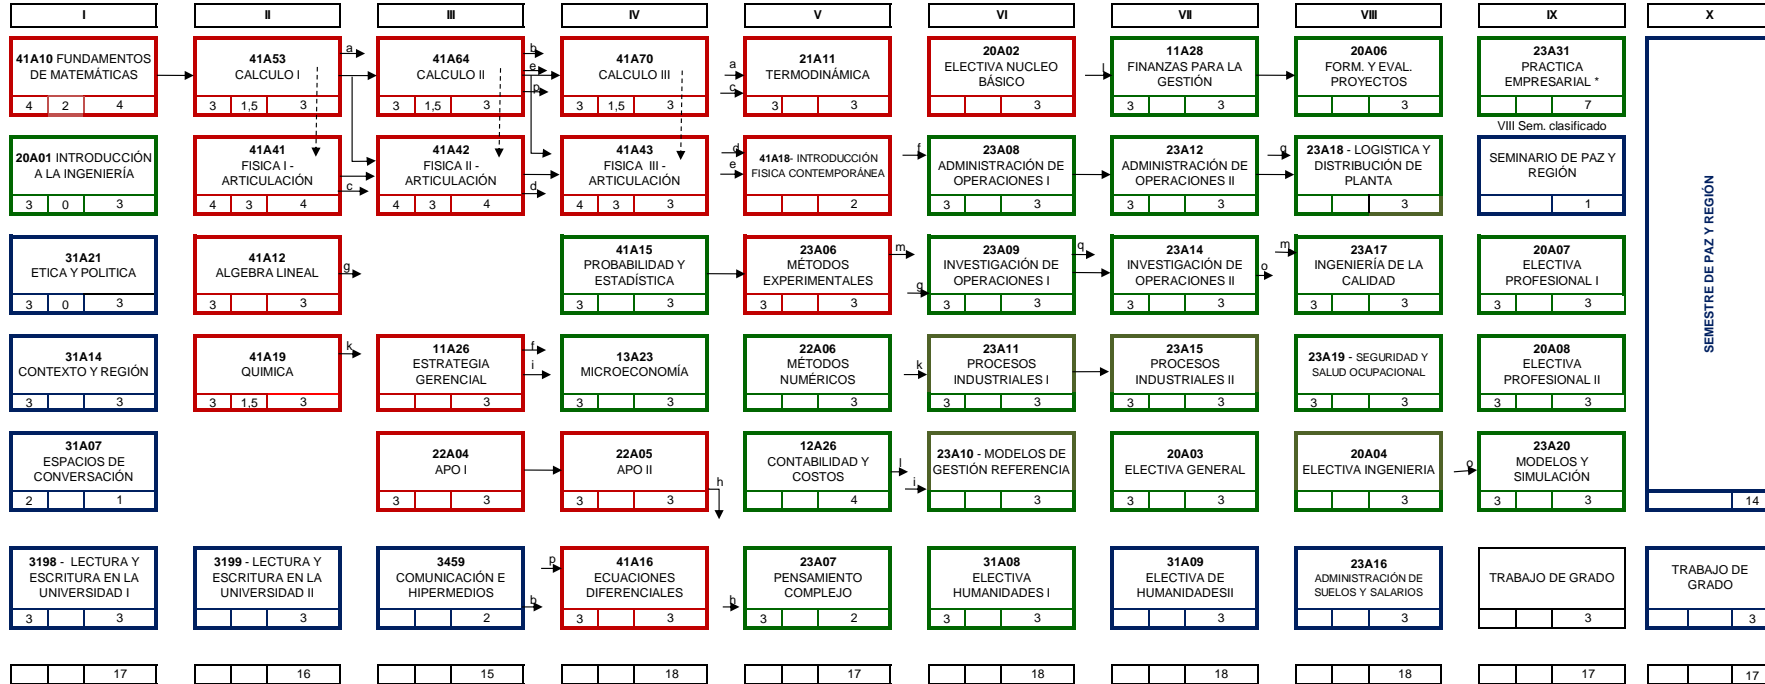 I II III IV V VI VII VIII IX X
41A10 FUNDAMENTOS
DE MATEMÁTICAS
4 2 4
41A53
CALCULO I
3 1,5 3
a
41A64
CALCULO II
3 1,5 3
b
e
p
41A70
CALCULO III
3 1,5 3
a
c
21A11
TERMODINÁMICA
3 3
20A02
ELECTIVA NUCLEO
BÁSICO
3
l
11A28
FINANZAS PARA LA
GESTIÓN
3 3
20A06
FORM. Y EVAL.
PROYECTOS
3
23A31
PRACTICA
EMPRESARIAL *
7
VIII Sem. clasificado
20A01 INTRODUCCIÓN
A LA INGENIERÍA
3 0 3
41A41
FISICA I -
ARTICULACIÓN
4 3 4
c
41A42
FISICA II -
ARTICULACIÓN
4 3 4
d
41A43
FISICA III -
ARTICULACIÓN
4 3 3
d
e
41A18- INTRODUCCIÓN
FISICA CONTEMPORÁNEA
2
f
23A08
ADMINISTRACIÓN DE
OPERACIONES I
3 3
23A12
ADMINISTRACIÓN DE
OPERACIONES II
3 3
q
23A18 - LOGISTICA Y
DISTRIBUCIÓN DE
PLANTA
3
SEMINARIO DE PAZ Y
REGIÓN
1
31A21
ETICA Y POLITICA
3 0 3
41A12
ALGEBRA LINEAL
3 3
g
41A15
PROBABILIDAD Y
ESTADÍSTICA
3 3
23A06
MÉTODOS
EXPERIMENTALES
3 3
m
g
23A09
INVESTIGACIÓN DE
OPERACIONES I
3 3
q
23A14
INVESTIGACIÓN DE
OPERACIONES II
3 3
o
m
23A17
INGENIERÍA DE LA
CALIDAD
3 3
20A07
ELECTIVA
PROFESIONAL I
3 3
31A14
CONTEXTO Y REGIÓN
3 3
41A19
QUIMICA
3 1,5 3
k
11A26
ESTRATEGIA
GERENCIAL
3
f
i
13A23
MICROECONOMÍA
3 3
22A06
MÉTODOS
NUMÉRICOS
3
k
23A11
PROCESOS
INDUSTRIALES I
3 3
23A15
PROCESOS
INDUSTRIALES II
3 3
23A19 - SEGURIDAD Y
SALUD OCUPACIONAL
3 3
20A08
ELECTIVA
PROFESIONAL II
3 3
31A07
ESPACIOS DE
CONVERSACIÓN
2 1
22A04
APO I
3 3
22A05
APO II
3 3
h
12A26
CONTABILIDAD Y
COSTOS
4
l
i
23A10 - MODELOS DE
GESTIÓN REFERENCIA
3
20A03
ELECTIVA GENERAL
3 3
20A04
ELECTIVA INGENIERIA
3
o
23A20
MODELOS Y
SIMULACIÓN
3 3
SEMESTRE DE PAZ Y REGIÓN
14
3198 - LECTURA Y
ESCRITURA EN LA
UNIVERSIDAD I
3 3
3199 - LECTURA Y
ESCRITURA EN LA
UNIVERSIDAD II
3
3459
COMUNICACIÓN E
HIPERMEDIOS
2
p
b
41A16
ECUACIONES
DIFERENCIALES
3 3
h
23A07
PENSAMIENTO
COMPLEJO
3 2
31A08
ELECTIVA
HUMANIDADES I
3 3
31A09
ELECTIVA DE
HUMANIDADESII
3
23A16
ADMINISTRACIÓN DE
SUELOS Y SALARIOS
3
TRABAJO DE GRADO
3
TRABAJO DE
GRADO
3
17 16 15 18 17 18 18 18 17 17